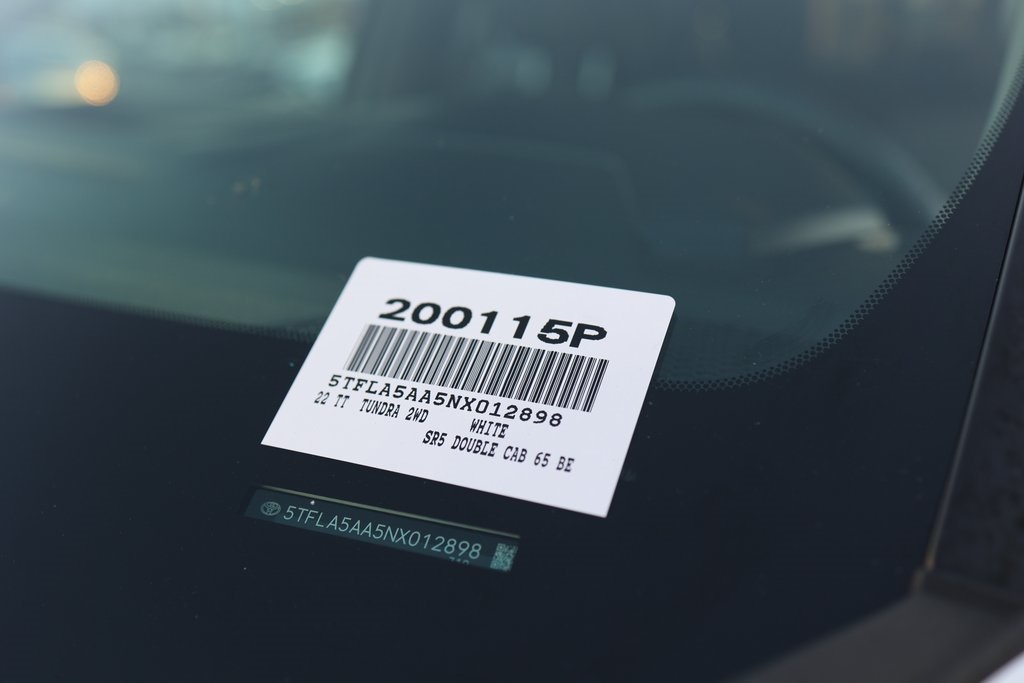 200115P
5TFLA5AA5NX012898
22 TT TUNDRA 2WD WHITE
SR5 DOUBLE CAB 65 BE
5TFLA5AA5NX012898